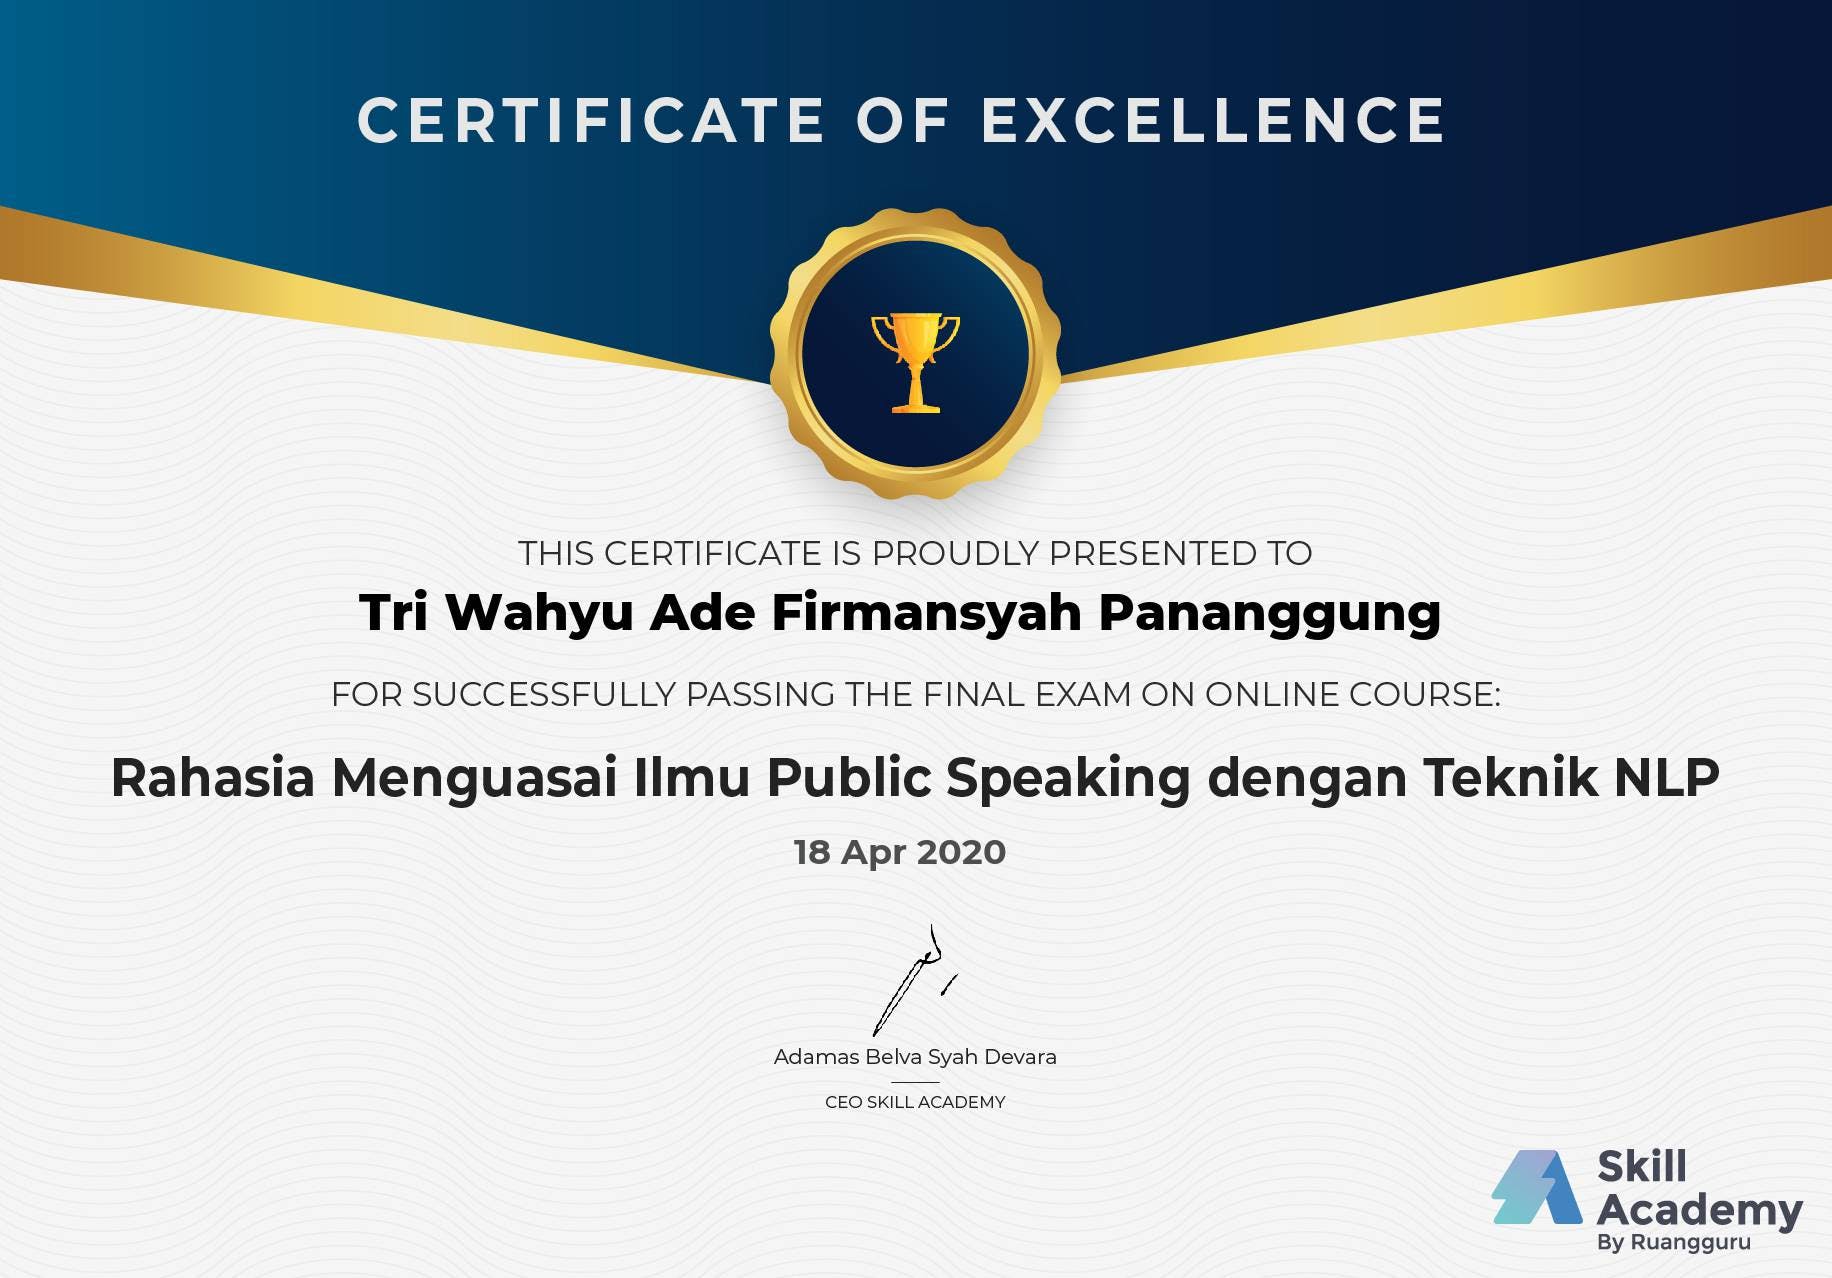 CERTIFICATE OF EXCELLENCE
THIS CERTIFICATE IS PROUDLY PRESENTED TO
Tri Wahyu Ade Firmansyah Pananggung
FOR SUCCESSFULLY PASSING THE FINAL EXAM ON ONLINE COURSE:
Rahasia Menguasai Ilmu Public Speaking dengan Teknik NLP
18 Apr 2020
Adamas Belva Syah Devara
CEO SKILL ACADEMY
Skill
Academy
By Ruangguru